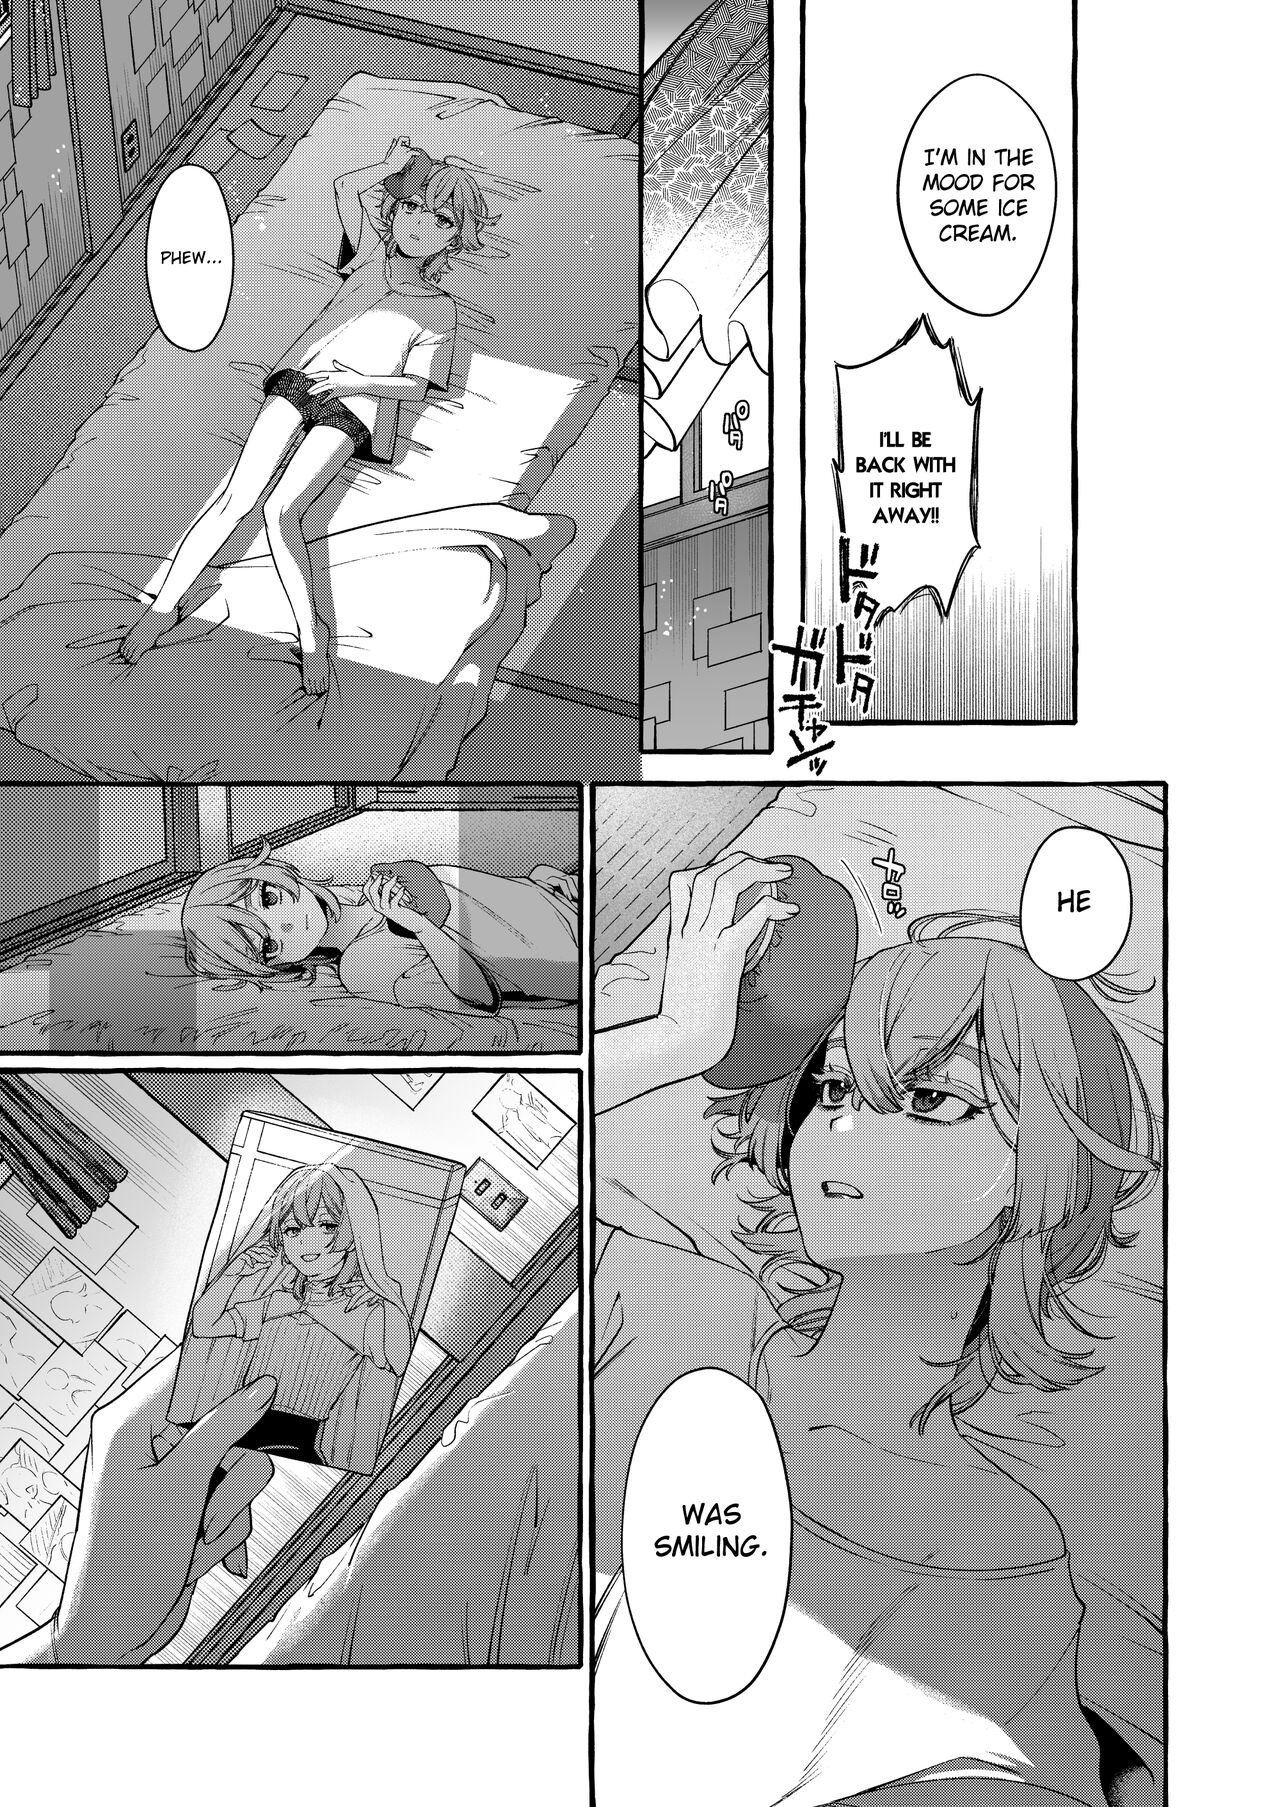 I'M IN THE
MOOD FOR
SOME ICE
CREAM.
I'LL BE
BACK WITH
IT RIGHT
AWAY!!
ドタ
ドタ
ガチャンッ
PHEW...
HE
WAS
SMILING.